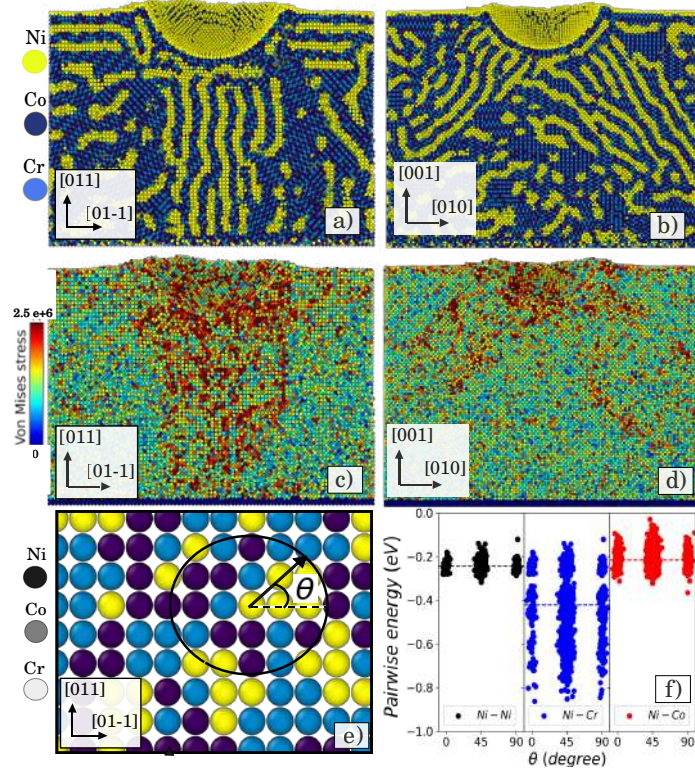 Ni
Co
Cr
[011]
[01-1]
a)
[001]
[010]
b)
2.5 e+6
Von Mises stress
0
[011]
[01-1]
c)
[001]
[010]
d)
Ni
Co
Cr
θ
[011]
[01-1]
e)
Pairwise energy (eV)
0.0
−0.2
−0.4
−0.6
−0.8
−1.0
Ni−Ni
Ni−Cr
Ni−Co
f)
0 45 90 0 45 90 0 45 90
θ (degree)